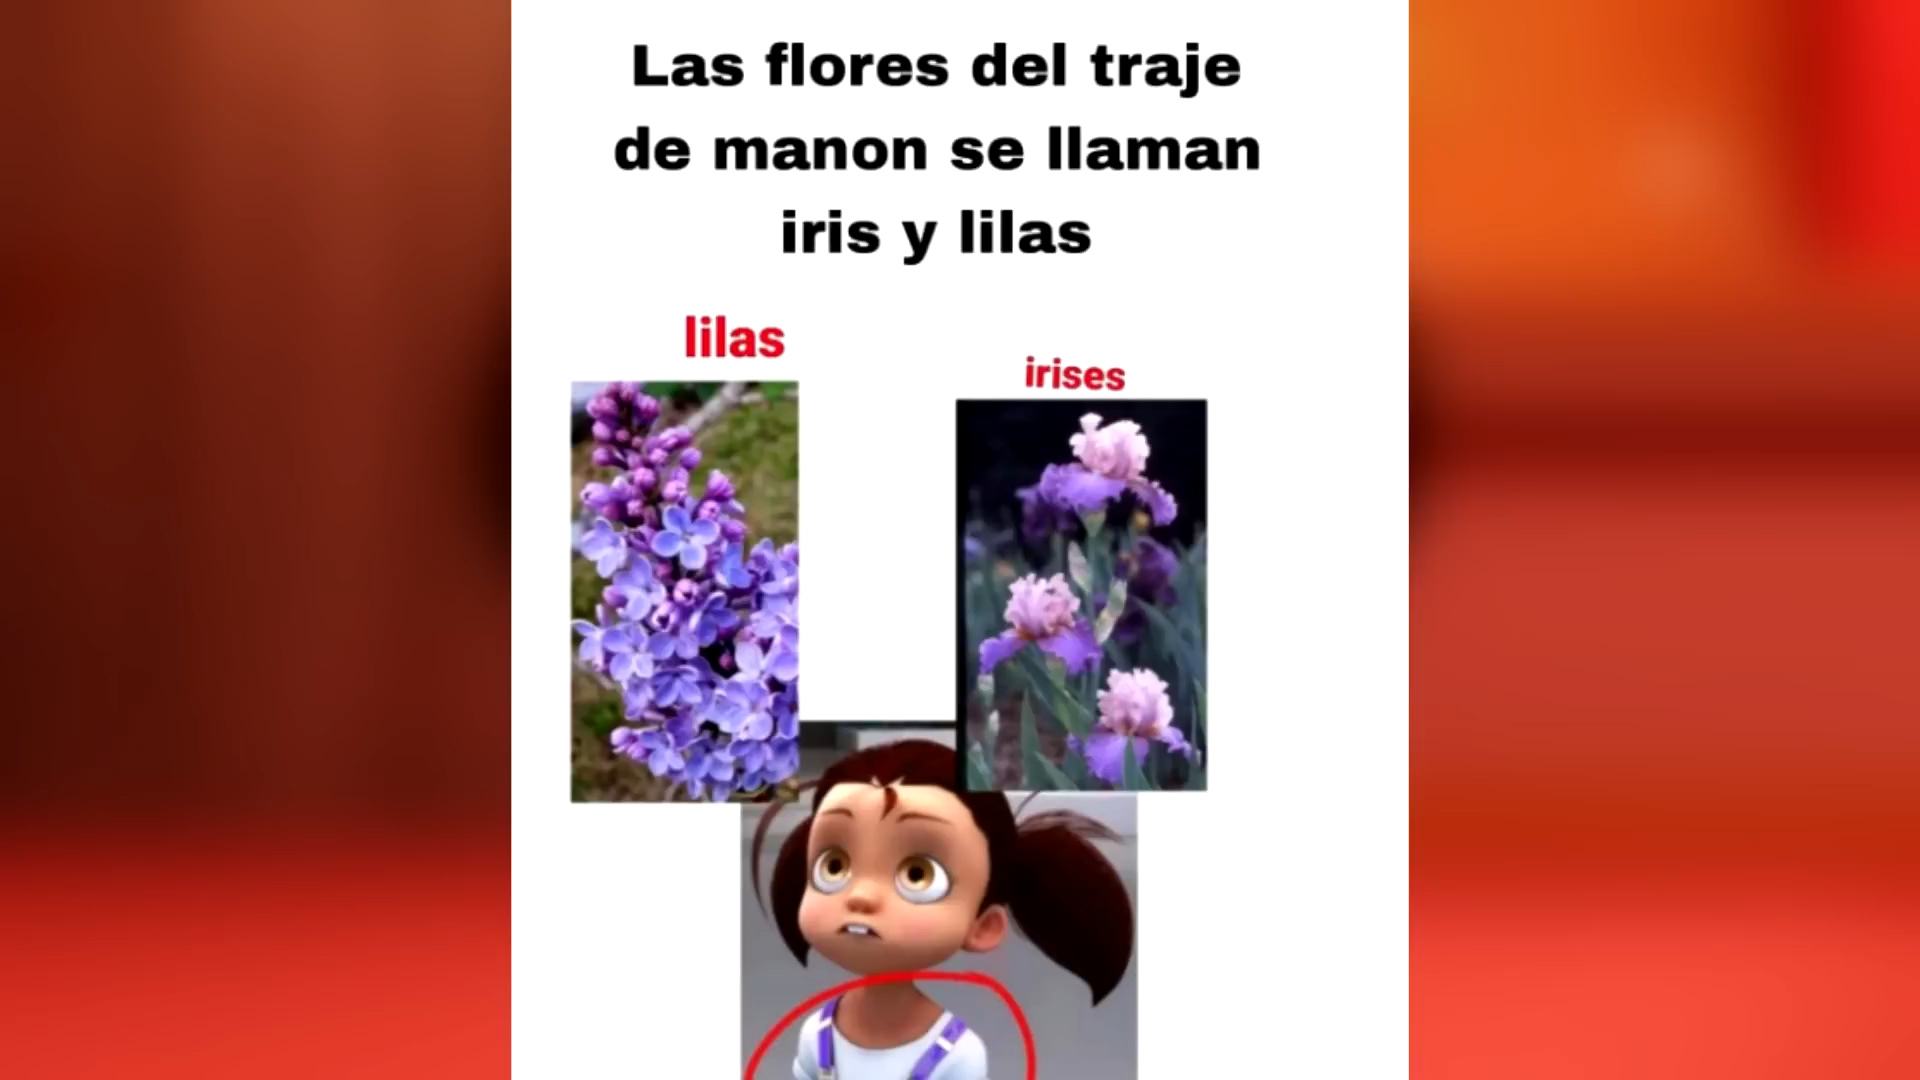 Las flores del traje
de manon se llaman
iris y lilas
lilas
irises